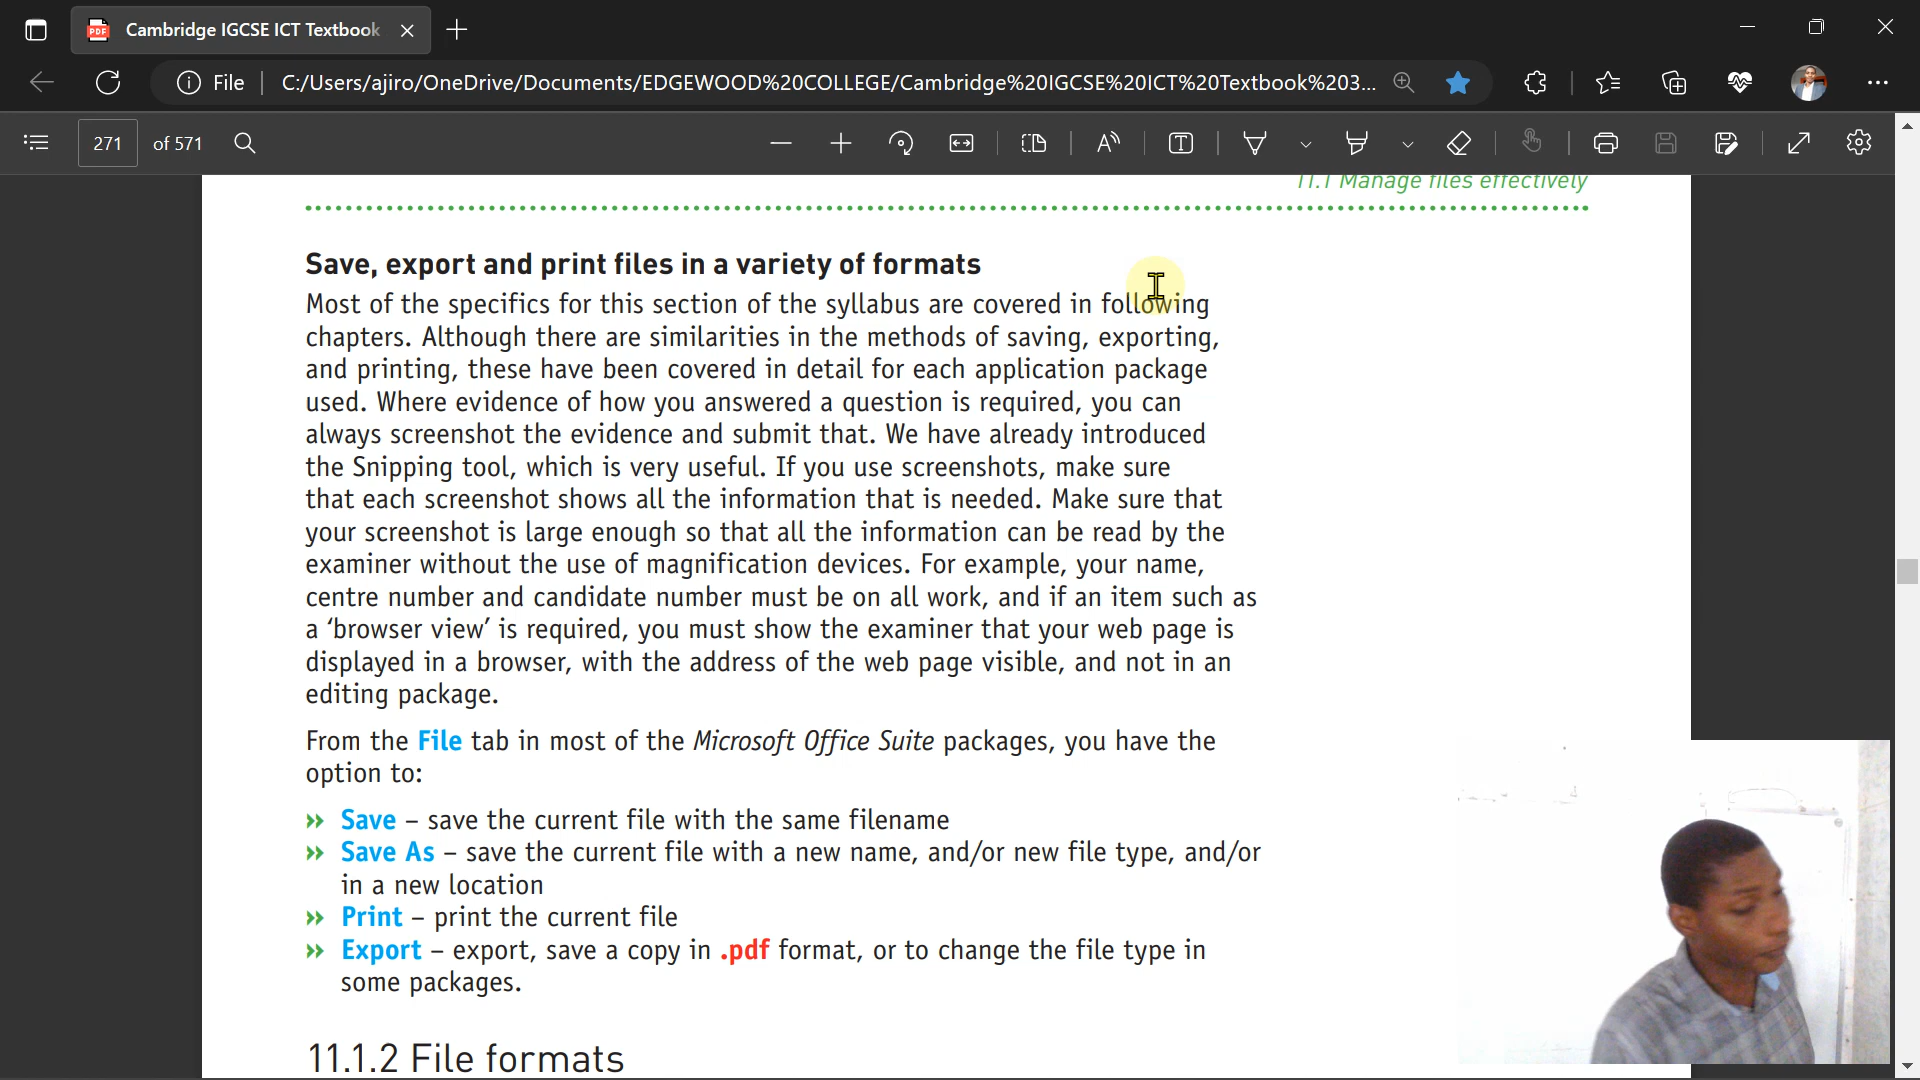 Cambridge IGCSE ICT Textbook
File
C:/Users/ajiro/OneDrive/Documents/EDGEWOOD%20COLLEGE/Cambridge%20IGCSE%20ICT%20Textbook%203...
271 of 571
11.1 Manage files effectively
Save, export and print files in a variety of formats
Most of the specifics for this section of the syllabus are covered in following
chapters. Although there are similarities in the methods of saving, exporting,
and printing, these have been covered in detail for each application package
used. Where evidence of how you answered a question is required, you can
always screenshot the evidence and submit that. We have already introduced
the Snipping tool, which is very useful. If you use screenshots, make sure
that each screenshot shows all the information that is needed. Make sure that
your screenshot is large enough so that all the information can be read by the
examiner without the use of magnification devices. For example, your name,
centre number and candidate number must be on all work, and if an item such as
a ‘browser view’ is required, you must show the examiner that your web page is
displayed in a browser, with the address of the web page visible, and not in an
editing package.
From the File tab in most of the Microsoft Office Suite packages, you have the
option to:
» Save – save the current file with the same filename
» Save As – save the current file with a new name, and/or new file type, and/or
in a new location
» Print – print the current file
» Export – export, save a copy in .pdf format, or to change the file type in
some packages.
11.1.2 File formats